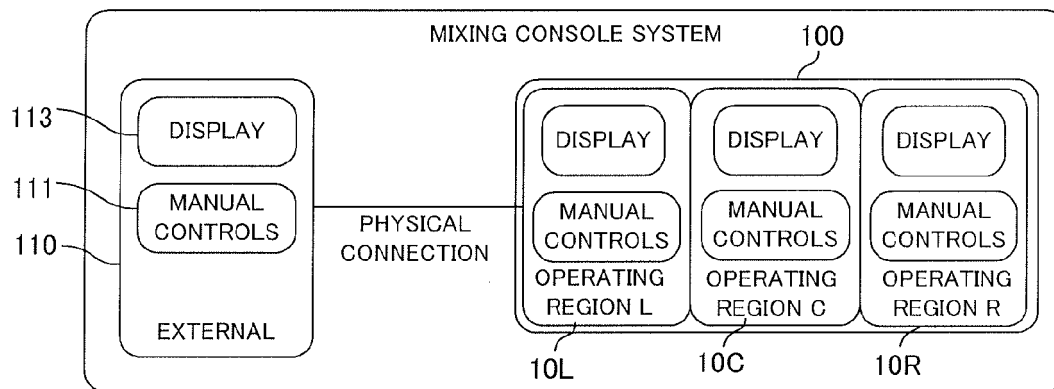 MIXING CONSOLE SYSTEM
100
113
DISPLAY
111
MANUAL
CONTROLS
110
EXTERNAL
PHYSICAL
CONNECTION
DISPLAY
MANUAL
CONTROLS
OPERATING
REGION L
10L
DISPLAY
MANUAL
CONTROLS
OPERATING
REGION C
10C
DISPLAY
MANUAL
CONTROLS
OPERATING
REGION R
10R